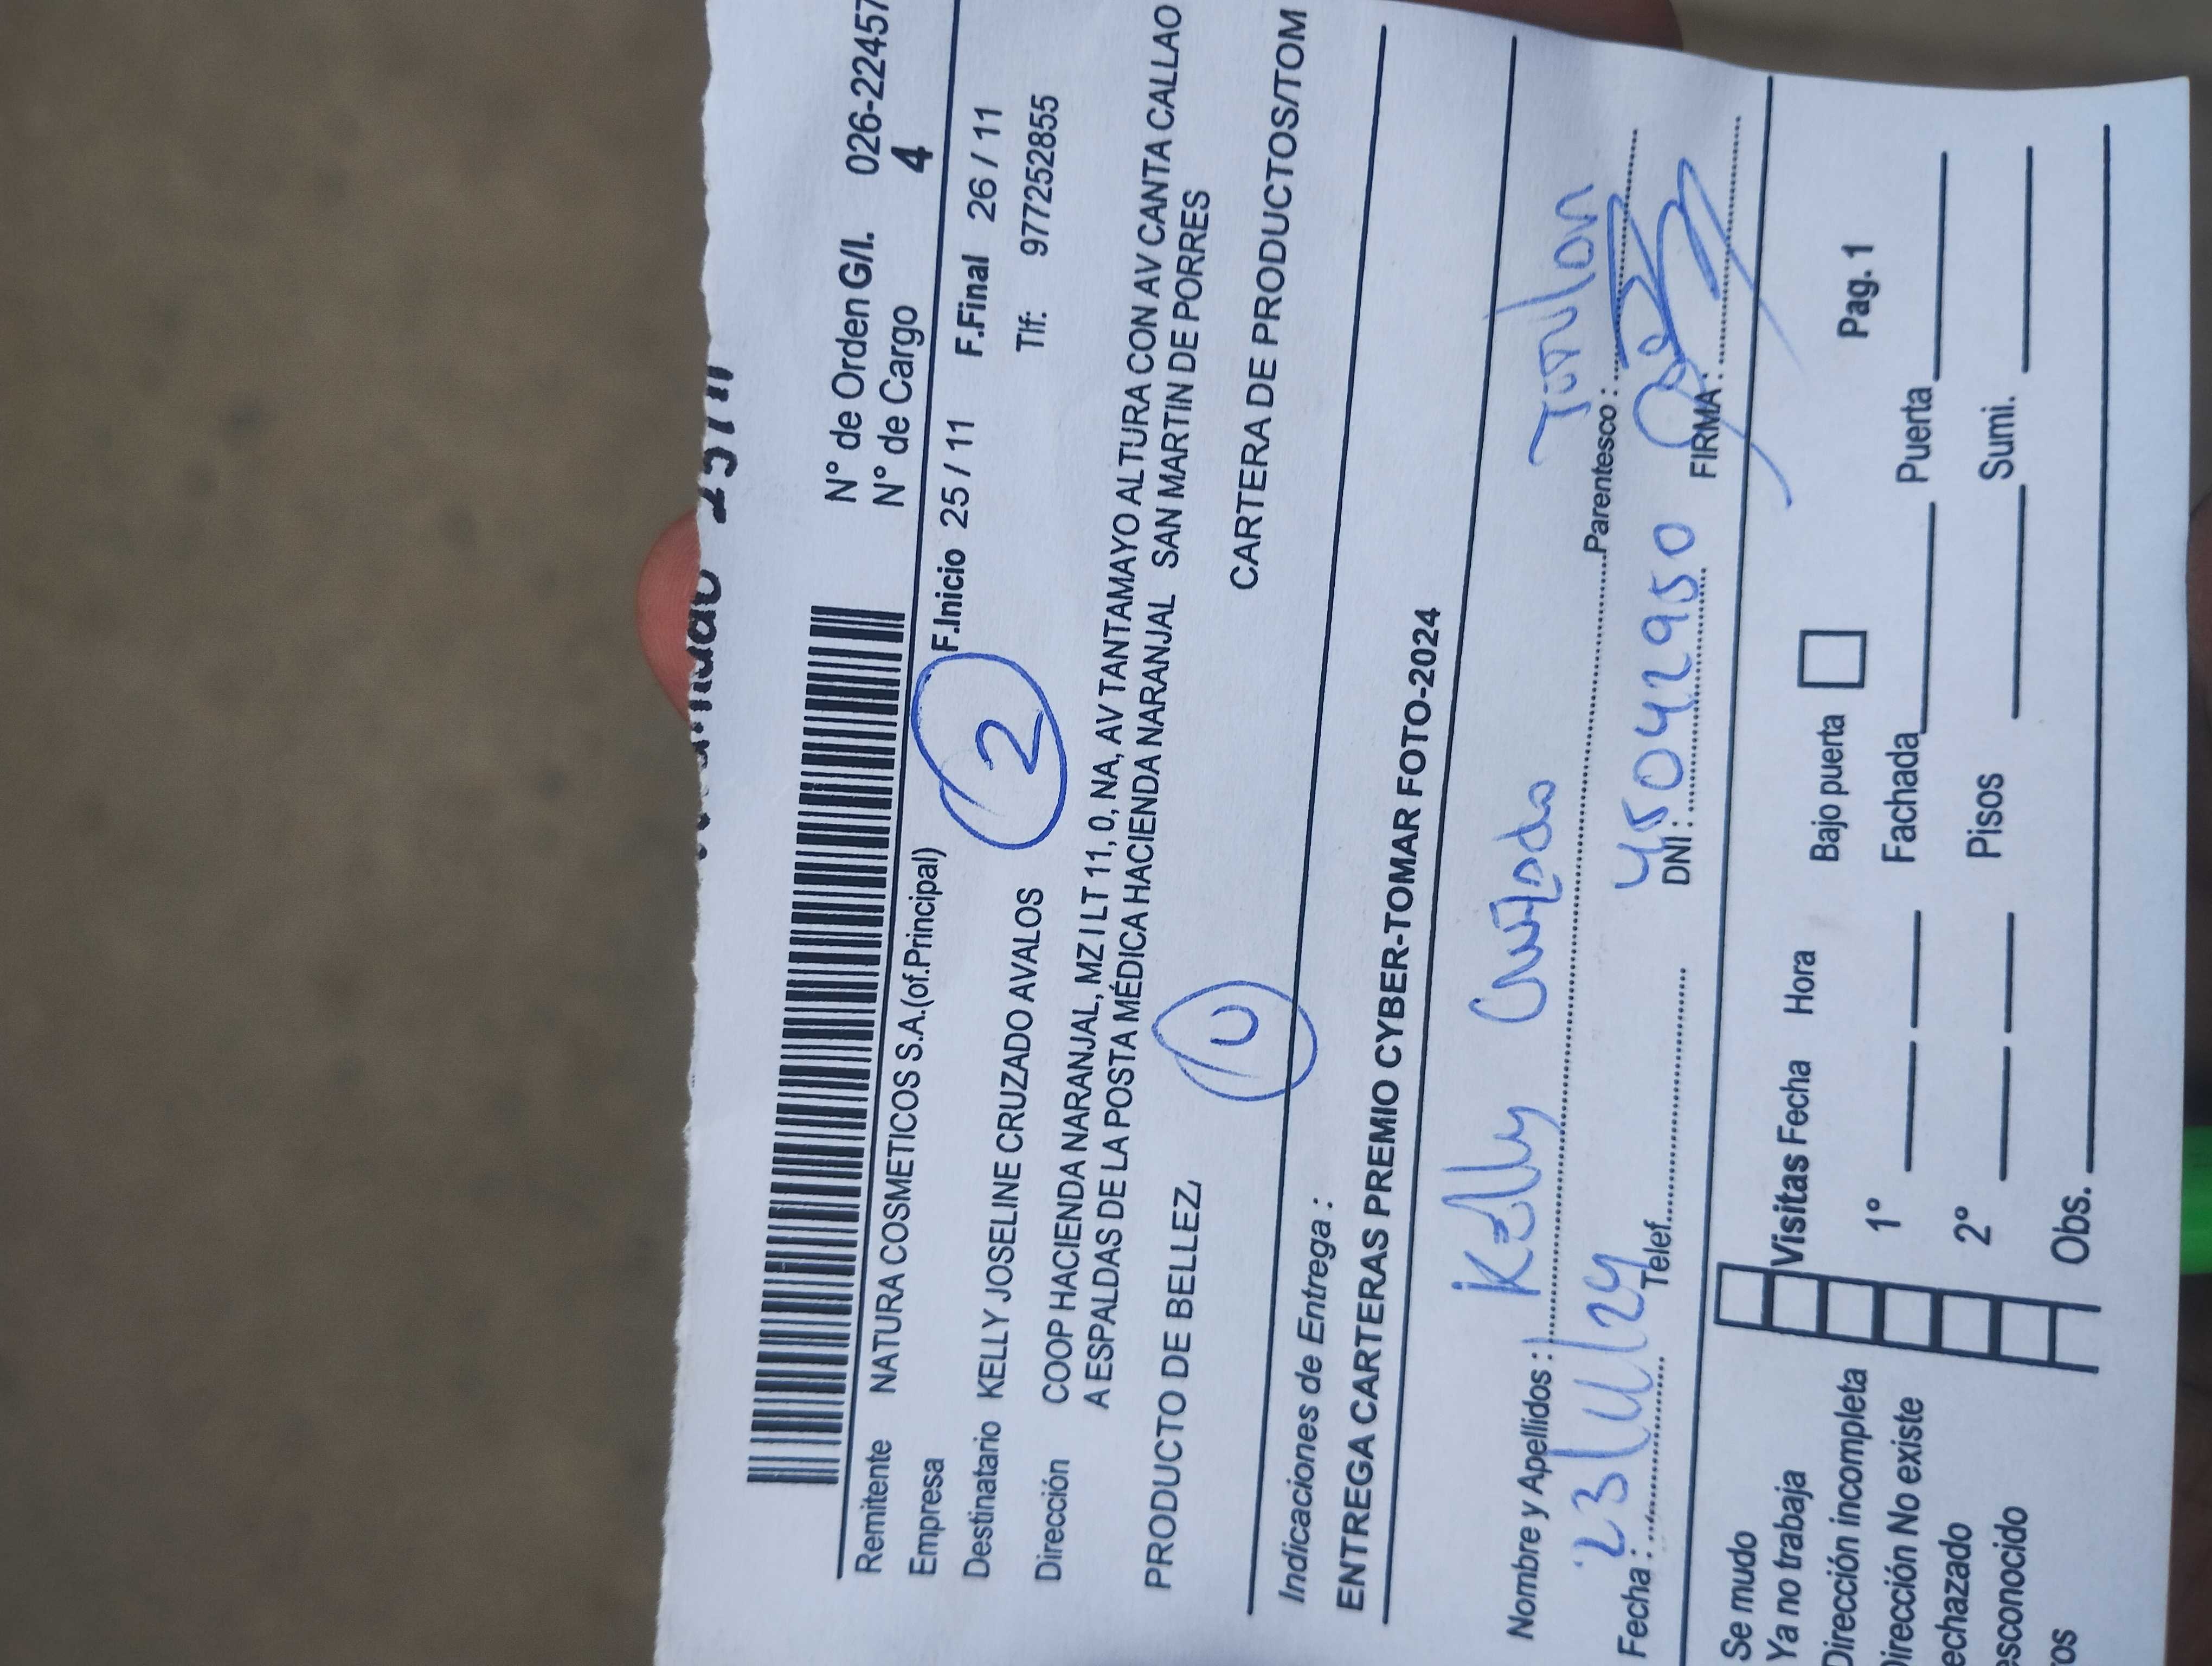 N° de Orden G/I. 026-22457
N° de Cargo 4
Remitente NATURA COSMETICOS S.A.(of.Principal)
Empresa
F.Inicio 25 / 11 F.Final 26 / 11
2
Destinatario KELLY JOSELINE CRUZADO AVALOS
Tlf: 977252855
Dirección COOP HACIENDA NARANJAL, MZ I LT 11, 0, NA, AV TANTAMAYO ALTURA CON AV CANTA CALLAO
A ESPALDAS DE LA POSTA MÉDICA HACIENDA NARANJAL SAN MARTIN DE PORRES
PRODUCTO DE BELLEZ
CARTERA DE PRODUCTOS/TOM
Indicaciones de Entrega :
ENTREGA CARTERAS PREMIO CYBER-TOMAR FOTO-2024
Nombre y Apellidos : Kelly Cruzado Parentesco :
Fecha : 23/11/24 Telef. DNI : 45042950 FIRMA:
Se mudo
Ya no trabaja
Dirección incompleta
Dirección No existe
echazado
esconocido
ros
Visitas Fecha Hora Bajo puerta Pag. 1
1° Fachada Puerta
2° Pisos Sumi.
Obs.